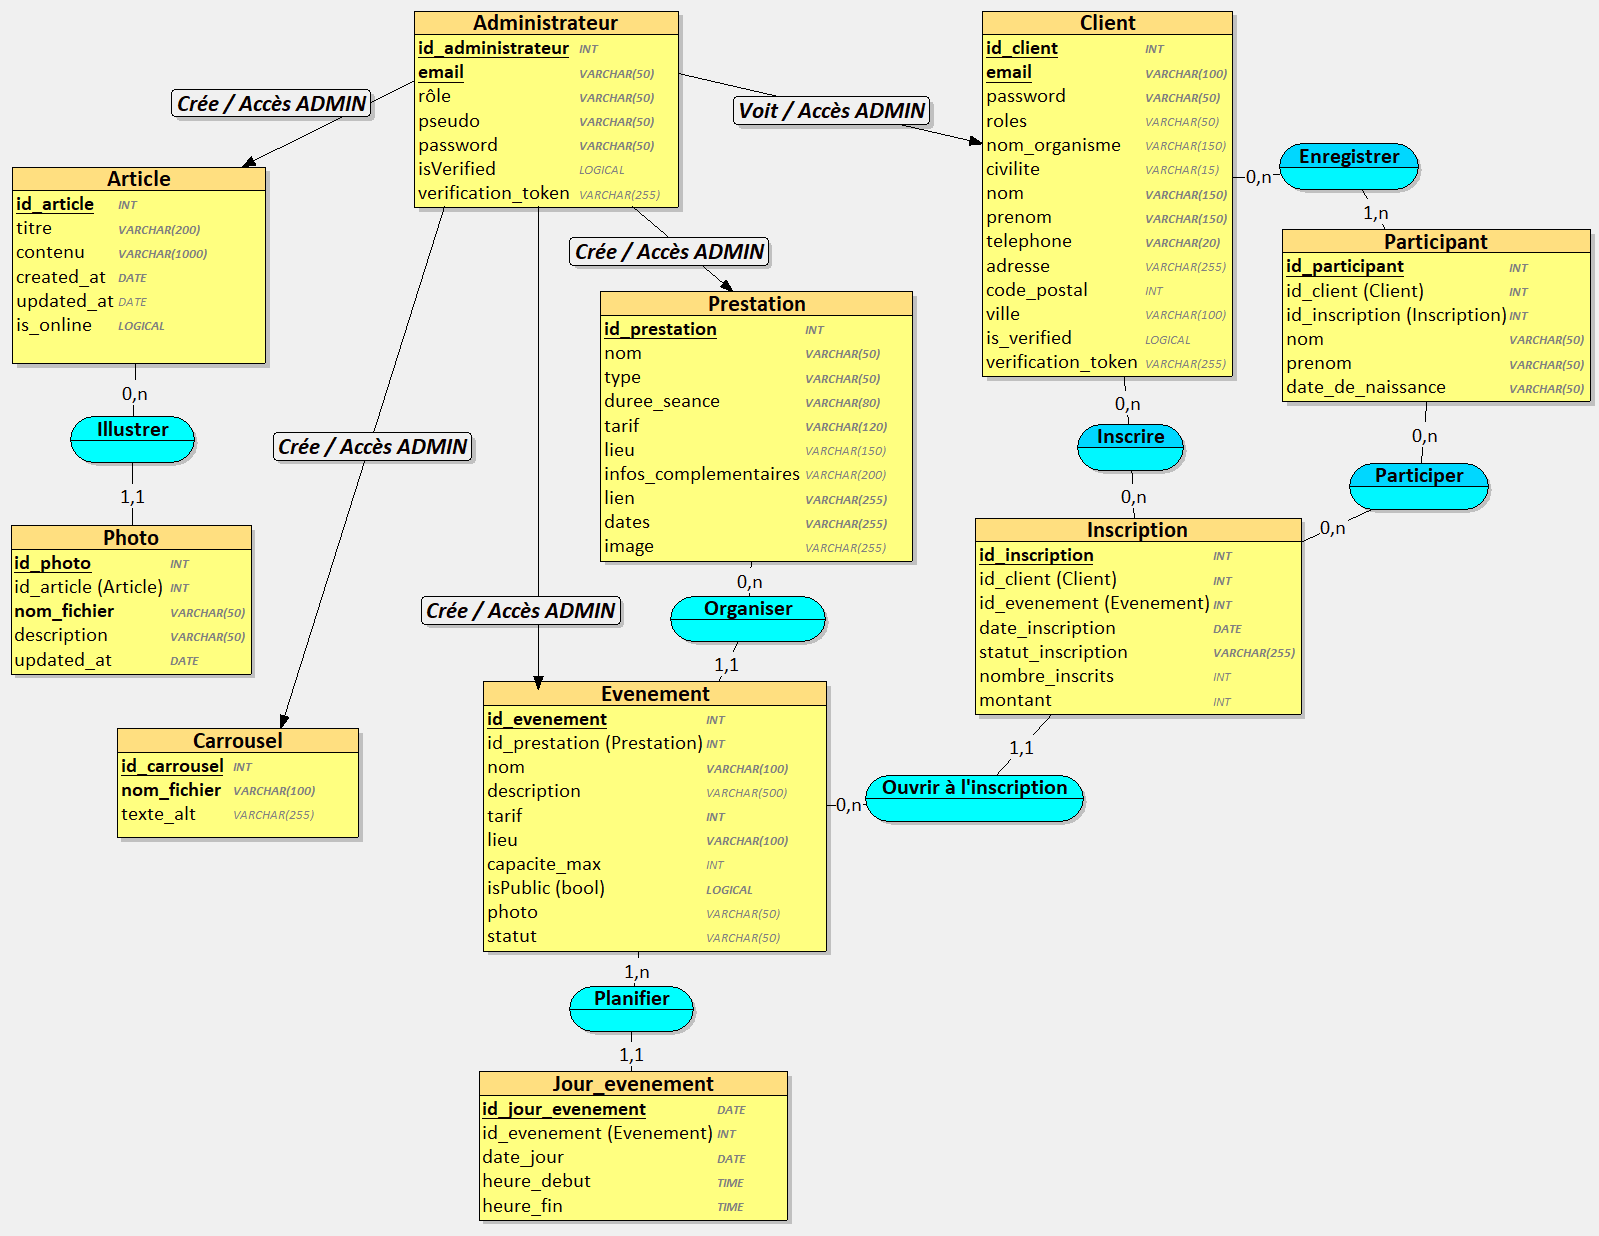 Administrateur
id_administrateur INT
email VARCHAR(50)
rôle VARCHAR(50)
pseudo VARCHAR(50)
password VARCHAR(50)
isVerified LOGICAL
verification_token VARCHAR(255)
Client
id_client INT
email VARCHAR(100)
password VARCHAR(50)
roles VARCHAR(50)
nom_organisme VARCHAR(150)
civilite VARCHAR(15)
nom VARCHAR(150)
prenom VARCHAR(150)
telephone VARCHAR(20)
adresse VARCHAR(255)
code_postal INT
ville VARCHAR(100)
is_verified LOGICAL
verification_token VARCHAR(255)
Crée / Accès ADMIN
Voit / Accès ADMIN
Crée / Accès ADMIN
Crée / Accès ADMIN
Crée / Accès ADMIN
0,n
Enregistrer
1,n
Article
id_article INT
titre VARCHAR(200)
contenu VARCHAR(1000)
created_at DATE
updated_at DATE
is_online LOGICAL
0,n
Illustrer
1,1
Photo
id_photo INT
id_article (Article) INT
nom_fichier VARCHAR(50)
description VARCHAR(50)
updated_at DATE
Carrousel
id_carrousel INT
nom_fichier VARCHAR(100)
texte_alt VARCHAR(255)
Prestation
id_prestation INT
nom VARCHAR(50)
type VARCHAR(50)
duree_seance VARCHAR(80)
tarif VARCHAR(120)
lieu VARCHAR(150)
infos_complementaires VARCHAR(200)
lien VARCHAR(255)
dates VARCHAR(255)
image VARCHAR(255)
0,n
Organiser
1,1
Participant
id_participant INT
id_client (Client) INT
id_inscription (Inscription) INT
nom VARCHAR(50)
prenom VARCHAR(50)
date_de_naissance VARCHAR(50)
0,n
Participer
0,n
0,n
Inscrire
0,n
Inscription
id_inscription INT
id_client (Client) INT
id_evenement (Evenement) INT
date_inscription DATE
statut_inscription VARCHAR(255)
nombre_inscrits INT
montant INT
1,1
Ouvrir à l'inscription
0,n
Evenement
id_evenement INT
id_prestation (Prestation) INT
nom VARCHAR(100)
description VARCHAR(500)
tarif INT
lieu VARCHAR(100)
capacite_max INT
isPublic (bool) LOGICAL
photo VARCHAR(50)
statut VARCHAR(50)
1,n
Planifier
1,1
Jour_evenement
id_jour_evenement DATE
id_evenement (Evenement) INT
date_jour DATE
heure_debut TIME
heure_fin TIME